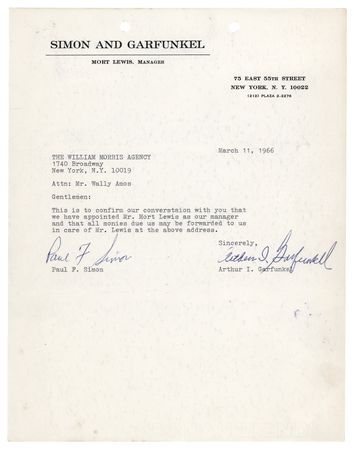 SIMON AND GARFUNKEL
MORT LEWIS, MANAGER
75 EAST 55TH STREET
NEW YORK, N. Y. 10022
(212) PLAZA 2-2276
March 11, 1966
THE WILLIAM MORRIS AGENCY
1740 Broadway
New York, N.Y. 10019
Attn: Mr. Wally Amos
Gentlemen:
This is to confirm our converstaion with you that
we have appointed Mr. Mort Lewis as our manager
and that all monies due us may be forwarded to us
in care of Mr. Lewis at the above address.
Sincerely,
Paul F Simon
Arthur I. Garfunkel
Paul F. Simon
Arthur I. Garfunkel